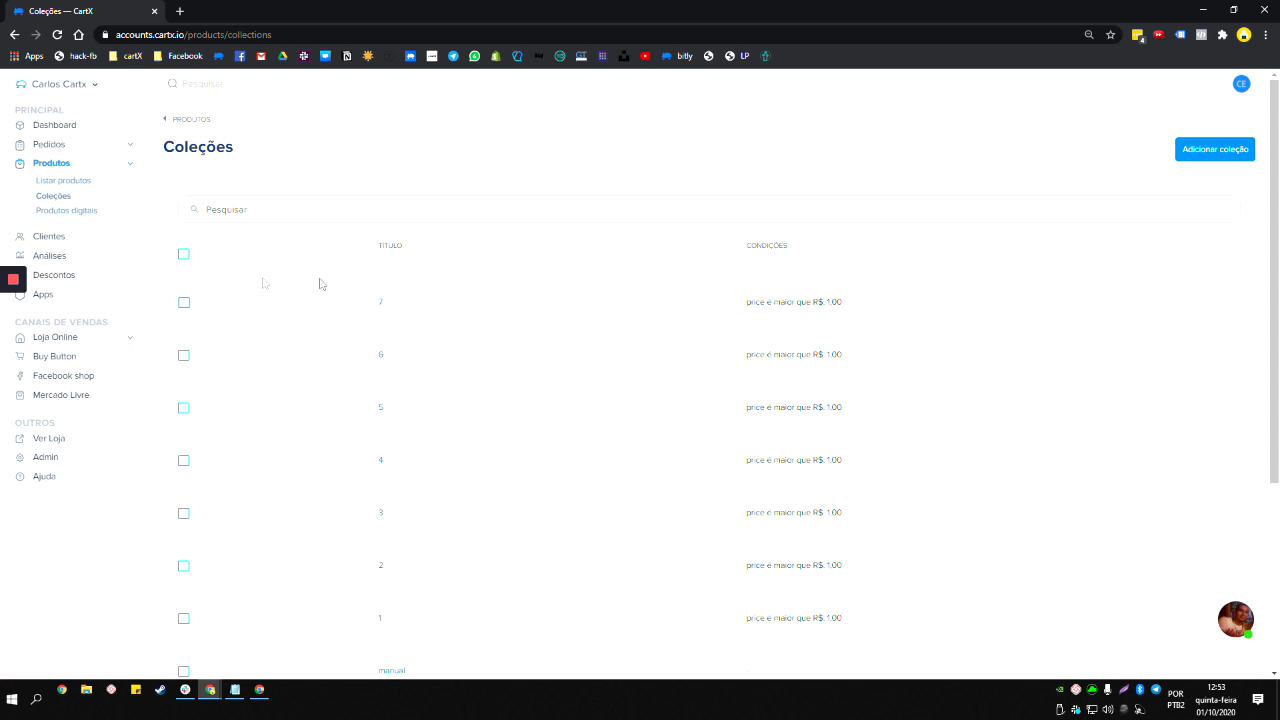 Coleções — CartX
accounts.cartx.io/products/collections
Apps
hack-fb
cartX
Facebook
bitly
LP
Carlos Cartx
Pesquisar
CE
PRINCIPAL
Dashboard
Pedidos
Produtos
Listar produtos
Coleções
Produtos digitais
Clientes
Análises
Descontos
Apps
CANAIS DE VENDAS
Loja Online
Buy Button
Facebook shop
Mercado Livre
OUTROS
Ver Loja
Admin
Ajuda
PRODUTOS
Coleções
Adicionar coleção
Pesquisar
TÍTULO CONDIÇÕES
7 price é maior que R$. 1.00
6 price é maior que R$. 1.00
5 price é maior que R$. 1.00
4 price é maior que R$. 1.00
3 price é maior que R$. 1.00
2 price é maior que R$. 1.00
1 price é maior que R$. 1.00
manual
POR
PTB2
12:53
quinta-feira
01/10/2020